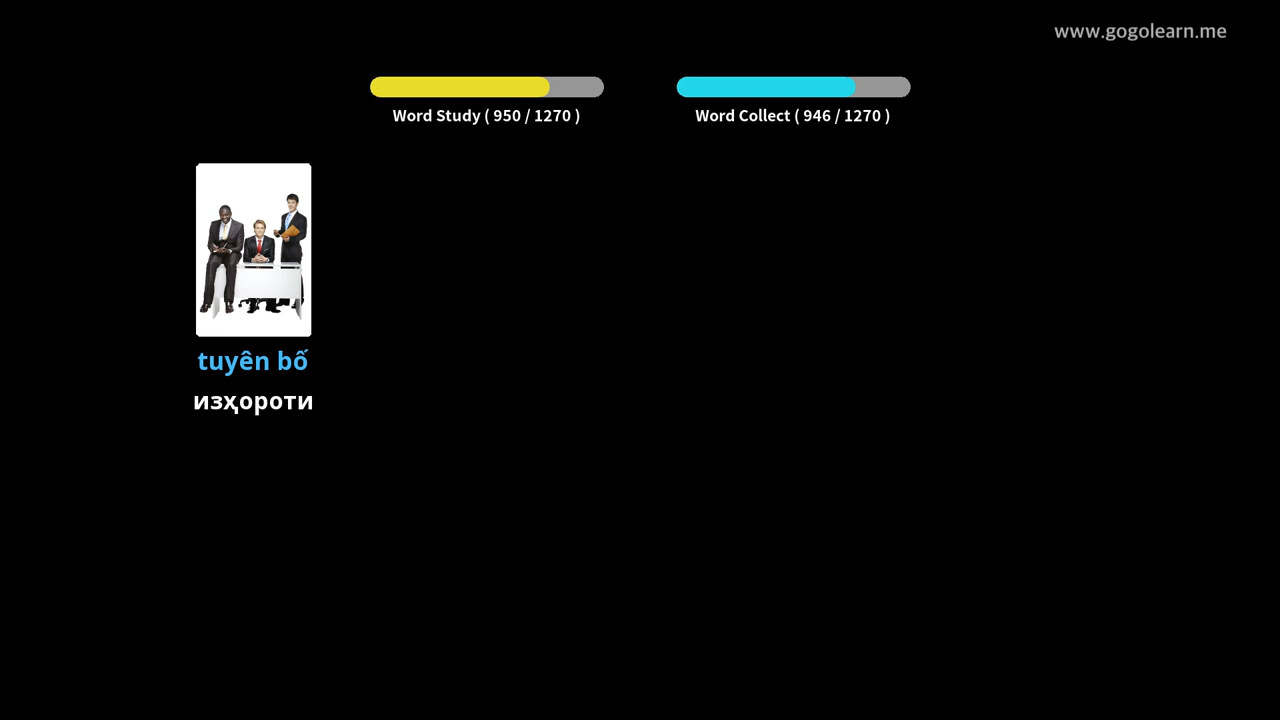 www.gogolearn.me
Word Study ( 950 / 1270 )
Word Collect ( 946 / 1270 )
tuyên bố
изҳороти